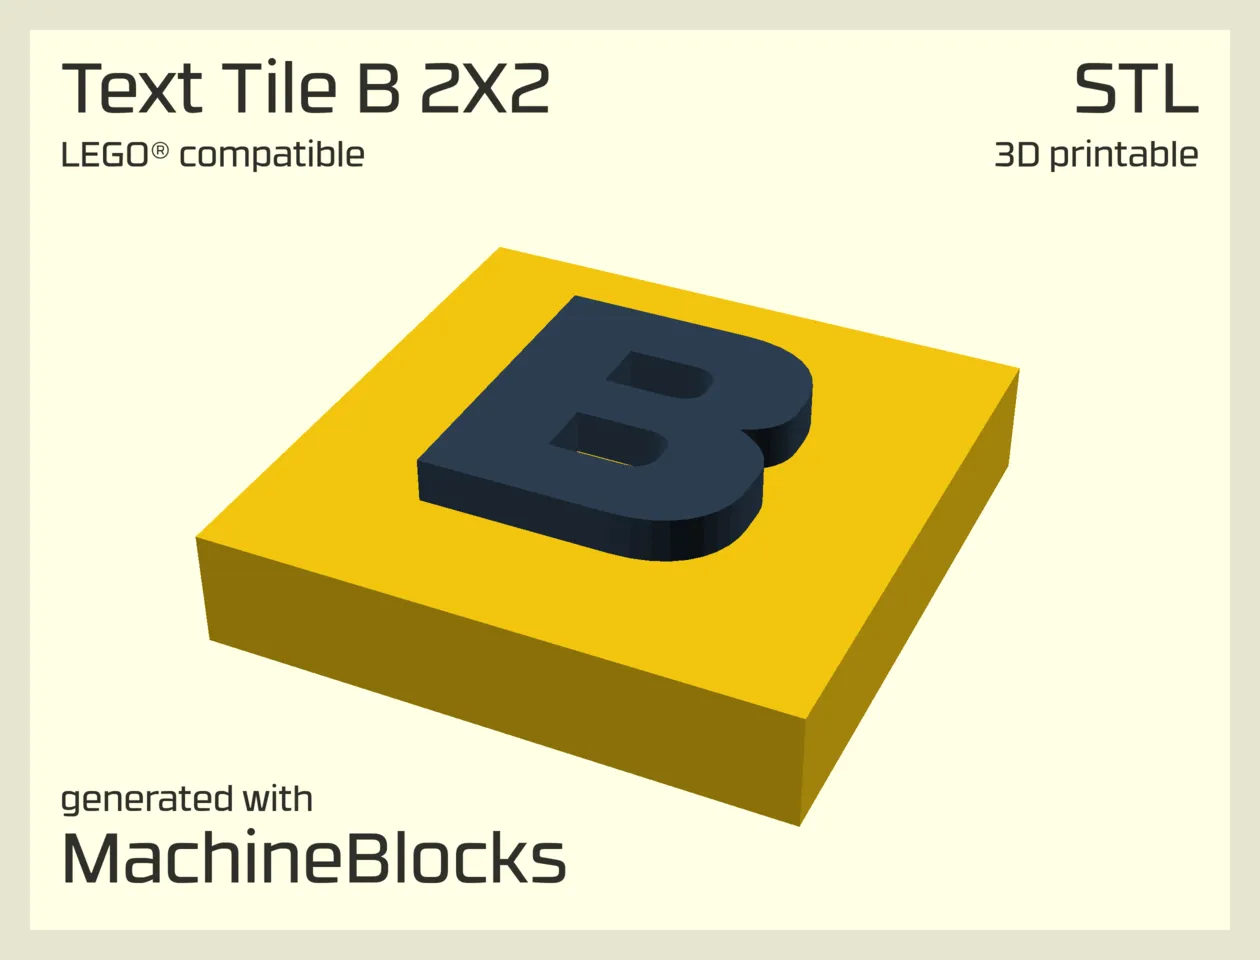 Text Tile B 2X2
STL
LEGO® compatible
3D printable
B
generated with
MachineBlocks